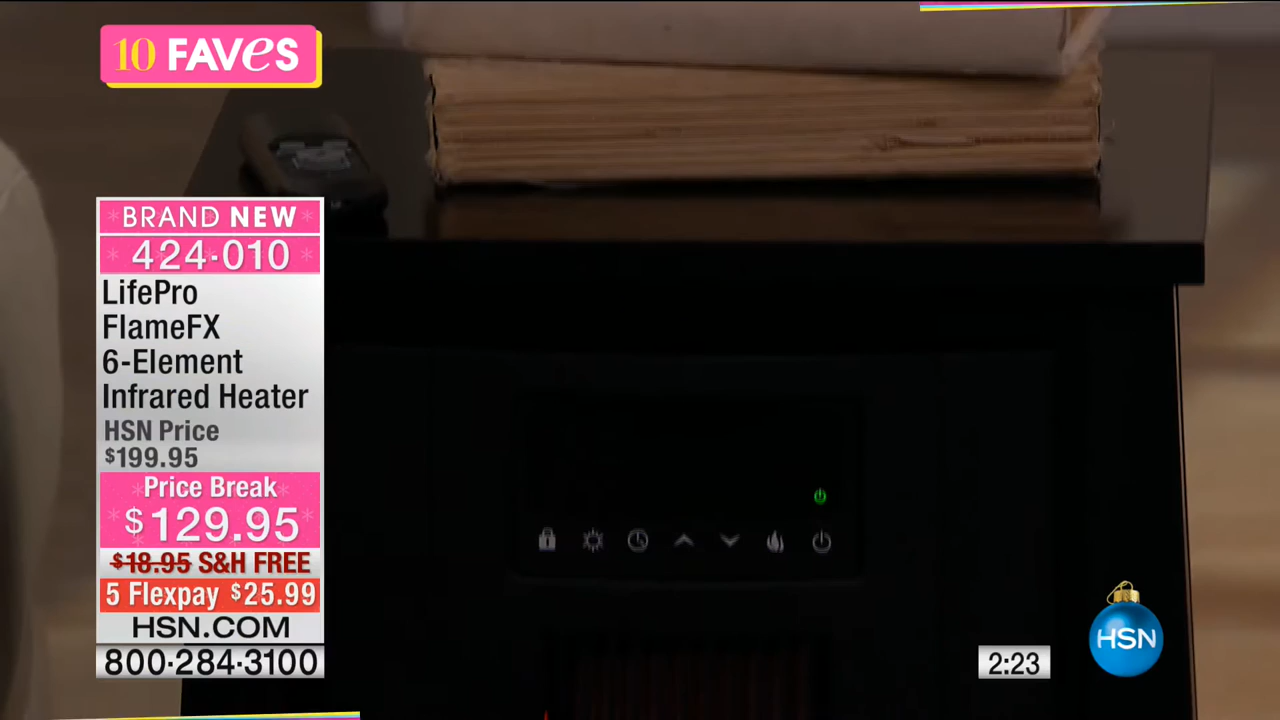 10 FAVeS
BRAND NEW
424·010
LifePro
FlameFX
6-Element
Infrared Heater
HSN Price
$199.95
Price Break
$129.95
$18.95 S&H FREE
5 Flexpay $25.99
HSN.COM
800·284·3100
2:23
HSN